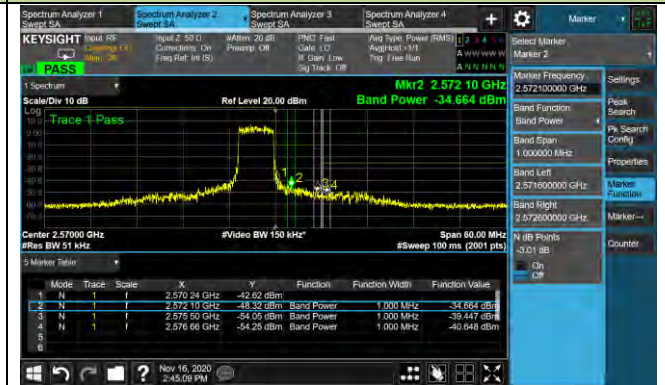 Spectrum Analyzer 1
Swept SA
Spectrum Analyzer 2
Swept SA
Spectrum Analyzer 3
Swept SA
Spectrum Analyzer 4
Swept SA
+
Marker
KEYSIGHT
Input: RF
Input Z: 50 Ω
Corrections: On
Freq Ref: Int (S)
#Atten: 20 dB
Preamp: Off
PNO: Fast
Gate: LO
IF Gain: Low
Sig Track: Off
Avg Type: Power (RMS)
Avg|Hold:>1/1
Trig: Free Run
PASS
Select Marker
Marker 2
1 Spectrum
Scale/Div 10 dB
Ref Level 20.00 dBm
Mkr2 2.572 10 GHz
Band Power -34.664 dBm
Log
Trace 1 Pass
1
2
3
4
Center 2.57000 GHz
#Res BW 51 kHz
#Video BW 150 kHz*
Span 60.00 MHz
#Sweep 100 ms (2001 pts)
5 Marker Table
Mode Trace Scale X Y Function Function Width Function Value
1 N 1 f 2.570 24 GHz -42.62 dBm
2 N 1 f 2.572 10 GHz -48.32 dBm Band Power 1.000 MHz -34.664 dBm
3 N 1 f 2.575 50 GHz -54.05 dBm Band Power 1.000 MHz -39.447 dBm
4 N 1 f 2.576 66 GHz -54.25 dBm Band Power 1.000 MHz -40.648 dBm
5
6
Marker Frequency
2.572100000 GHz
Band Function
Band Power
Band Span
1.000000 MHz
Band Left
2.571600000 GHz
Band Right
2.572600000 GHz
N dB Points
-3.01 dB
On
Off
Settings
Peak Search
Pk Search Config
Properties
Marker Function
Marker→
Counter
?
Nov 16, 2020
2:45:09 PM